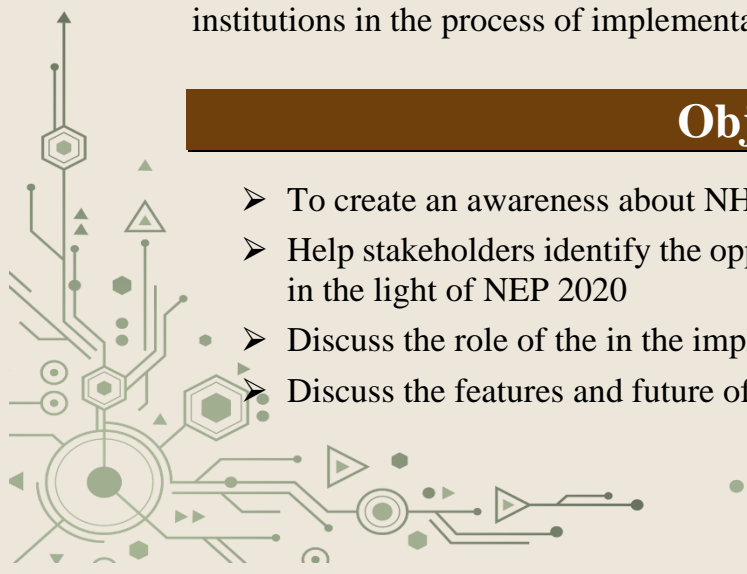 institutions in the process of implementa
Obj
➢ To create an awareness about NH
➢ Help stakeholders identify the opp
in the light of NEP 2020
➢ Discuss the role of the in the imp
➢ Discuss the features and future of